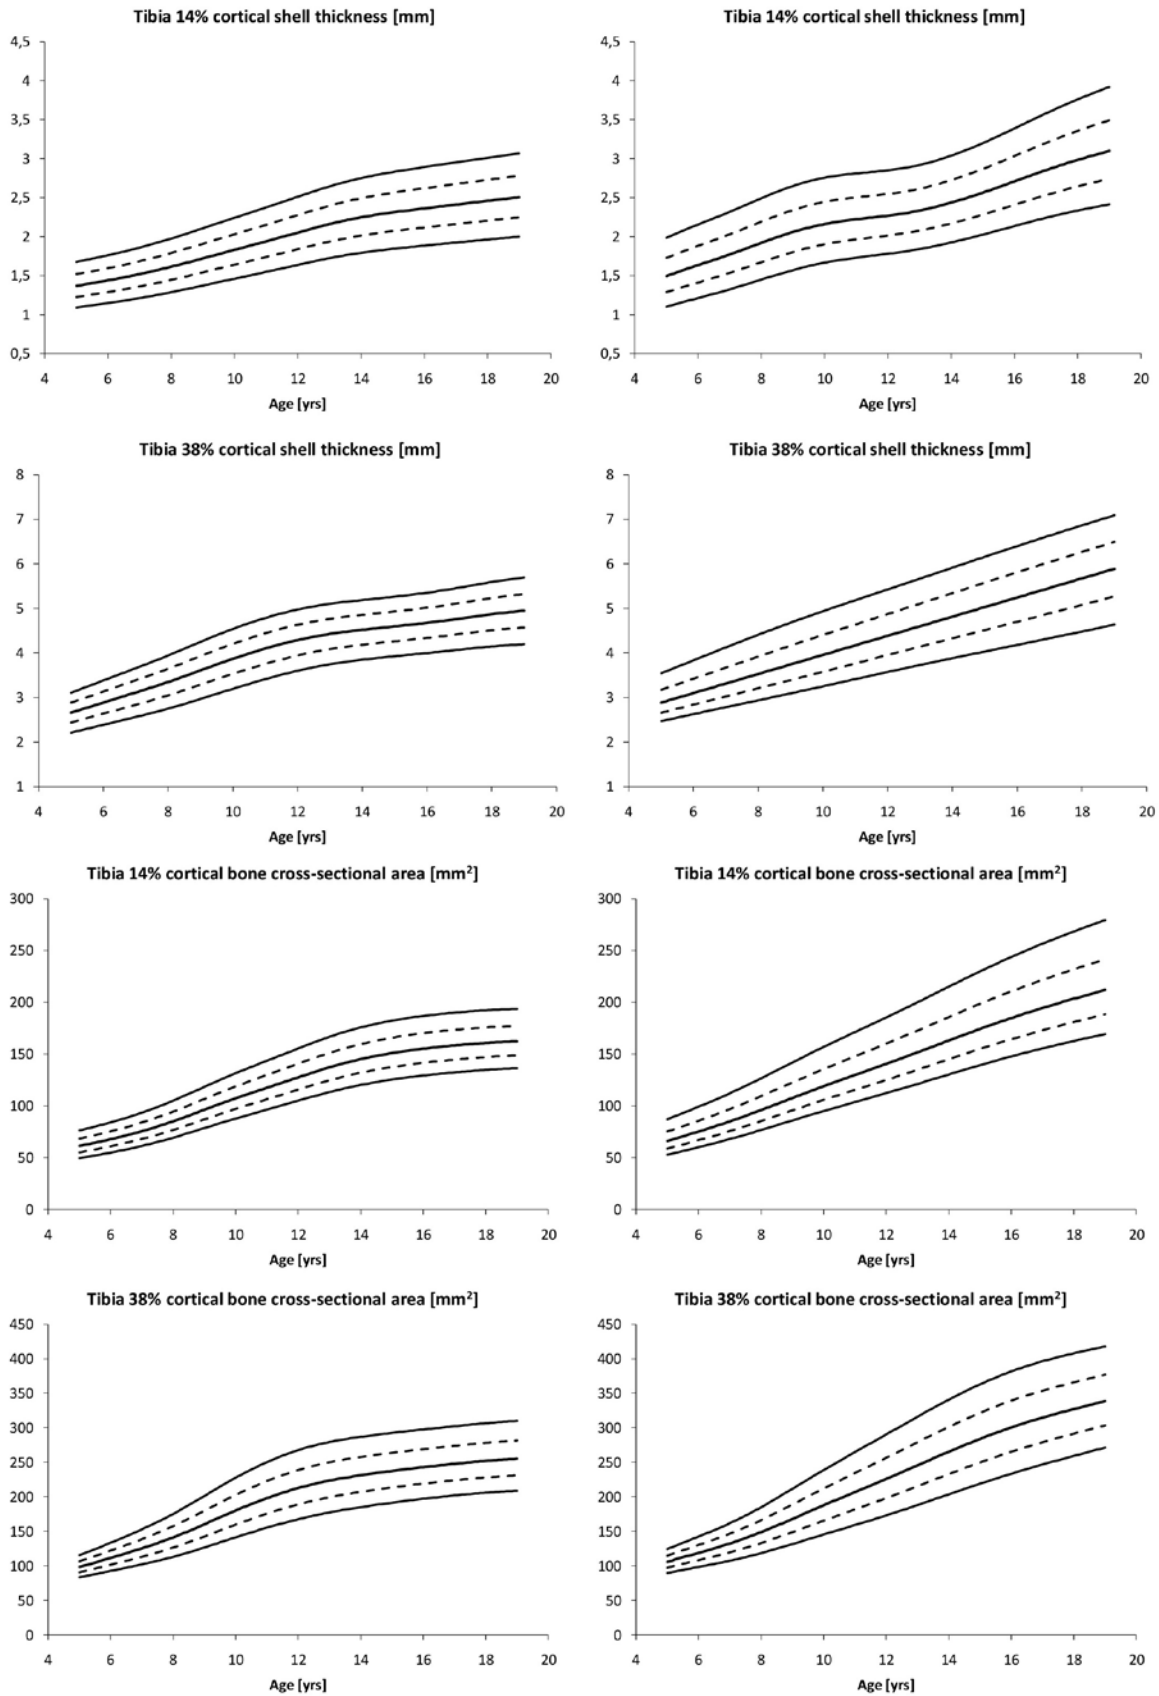 Tibia 14% cortical shell thickness [mm]
4,5
4
3,5
3
2,5
2
1,5
1
0,5
4 6 8 10 12 14 16 18 20
Age [yrs]
Tibia 14% cortical shell thickness [mm]
4,5
4
3,5
3
2,5
2
1,5
1
0,5
4 6 8 10 12 14 16 18 20
Age [yrs]
Tibia 38% cortical shell thickness [mm]
8
7
6
5
4
3
2
1
4 6 8 10 12 14 16 18 20
Age [yrs]
Tibia 38% cortical shell thickness [mm]
8
7
6
5
4
3
2
1
4 6 8 10 12 14 16 18 20
Age [yrs]
Tibia 14% cortical bone cross-sectional area [mm²]
300
250
200
150
100
50
0
4 6 8 10 12 14 16 18 20
Age [yrs]
Tibia 14% cortical bone cross-sectional area [mm²]
300
250
200
150
100
50
0
4 6 8 10 12 14 16 18 20
Age [yrs]
Tibia 38% cortical bone cross-sectional area [mm²]
450
400
350
300
250
200
150
100
50
0
4 6 8 10 12 14 16 18 20
Age [yrs]
Tibia 38% cortical bone cross-sectional area [mm²]
450
400
350
300
250
200
150
100
50
0
4 6 8 10 12 14 16 18 20
Age [yrs]